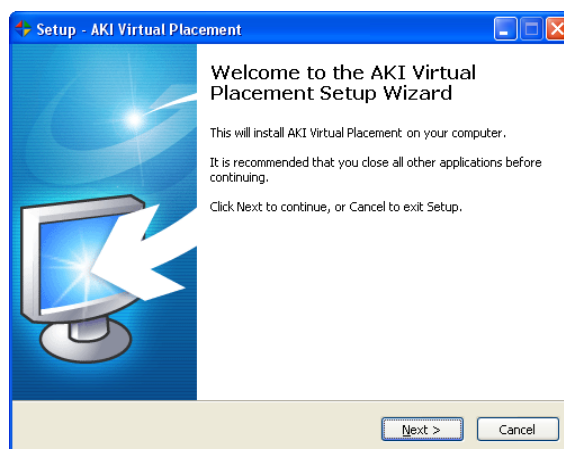 Setup - AKI Virtual Placement
Welcome to the AKI Virtual
Placement Setup Wizard
This will install AKI Virtual Placement on your computer.
It is recommended that you close all other applications before
continuing.
Click Next to continue, or Cancel to exit Setup.
Next > Cancel